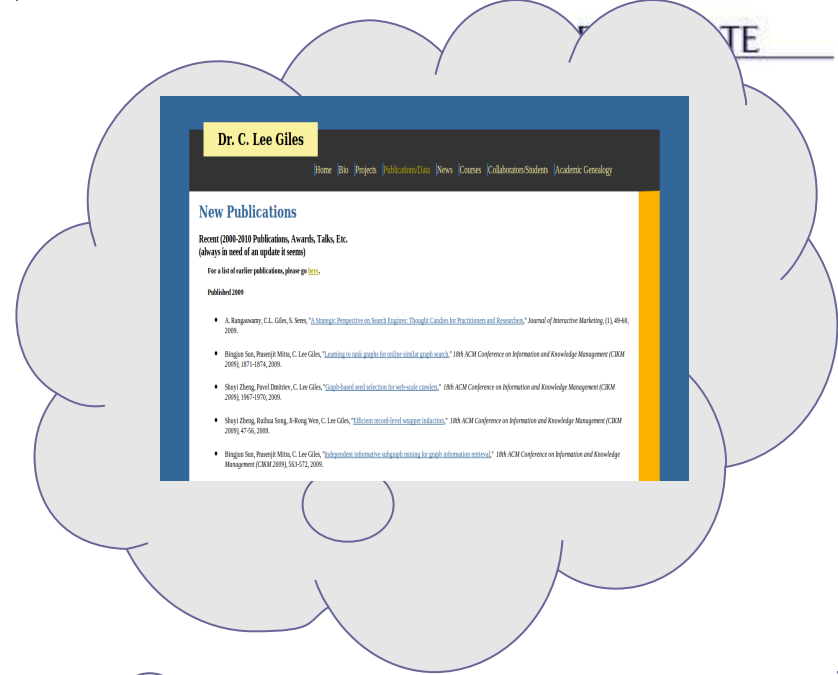 TE
Dr. C. Lee Giles
Home Bio Projects Publications/Data News Courses Collaborators/Students Academic Genealogy
New Publications
Recent (2000-2010 Publications, Awards, Talks, Etc.
(always in need of an update it seems)
For a list of earlier publications, please go here.
Published 2009
A. Rangaswamy, C.L. Giles, S. Seres, "A Strategic Perspective on Search Engines: Thought Candies for Practitioners and Researchers," Journal of Interactive Marketing, (1), 49-60,
2009.
Bingjun Sun, Prasenjit Mitra, C. Lee Giles, "Learning to rank graphs for online similar graph search," 18th ACM Conference on Information and Knowledge Management (CIKM
2009), 1871-1874, 2009.
Shuyi Zheng, Pavel Dmitriev, C. Lee Giles, "Graph-based seed selection for web-scale crawlers," 18th ACM Conference on Information and Knowledge Management (CIKM
2009), 1967-1970, 2009.
Shuyi Zheng, Ruihua Song, Ji-Rong Wen, C. Lee Giles, "Efficient record-level wrapper induction," 18th ACM Conference on Information and Knowledge Management (CIKM
2009), 47-56, 2009.
Bingjun Sun, Prasenjit Mitra, C. Lee Giles, "Independent informative subgraph mining for graph information retrieval," 18th ACM Conference on Information and Knowledge
Management (CIKM 2009), 563-572, 2009.